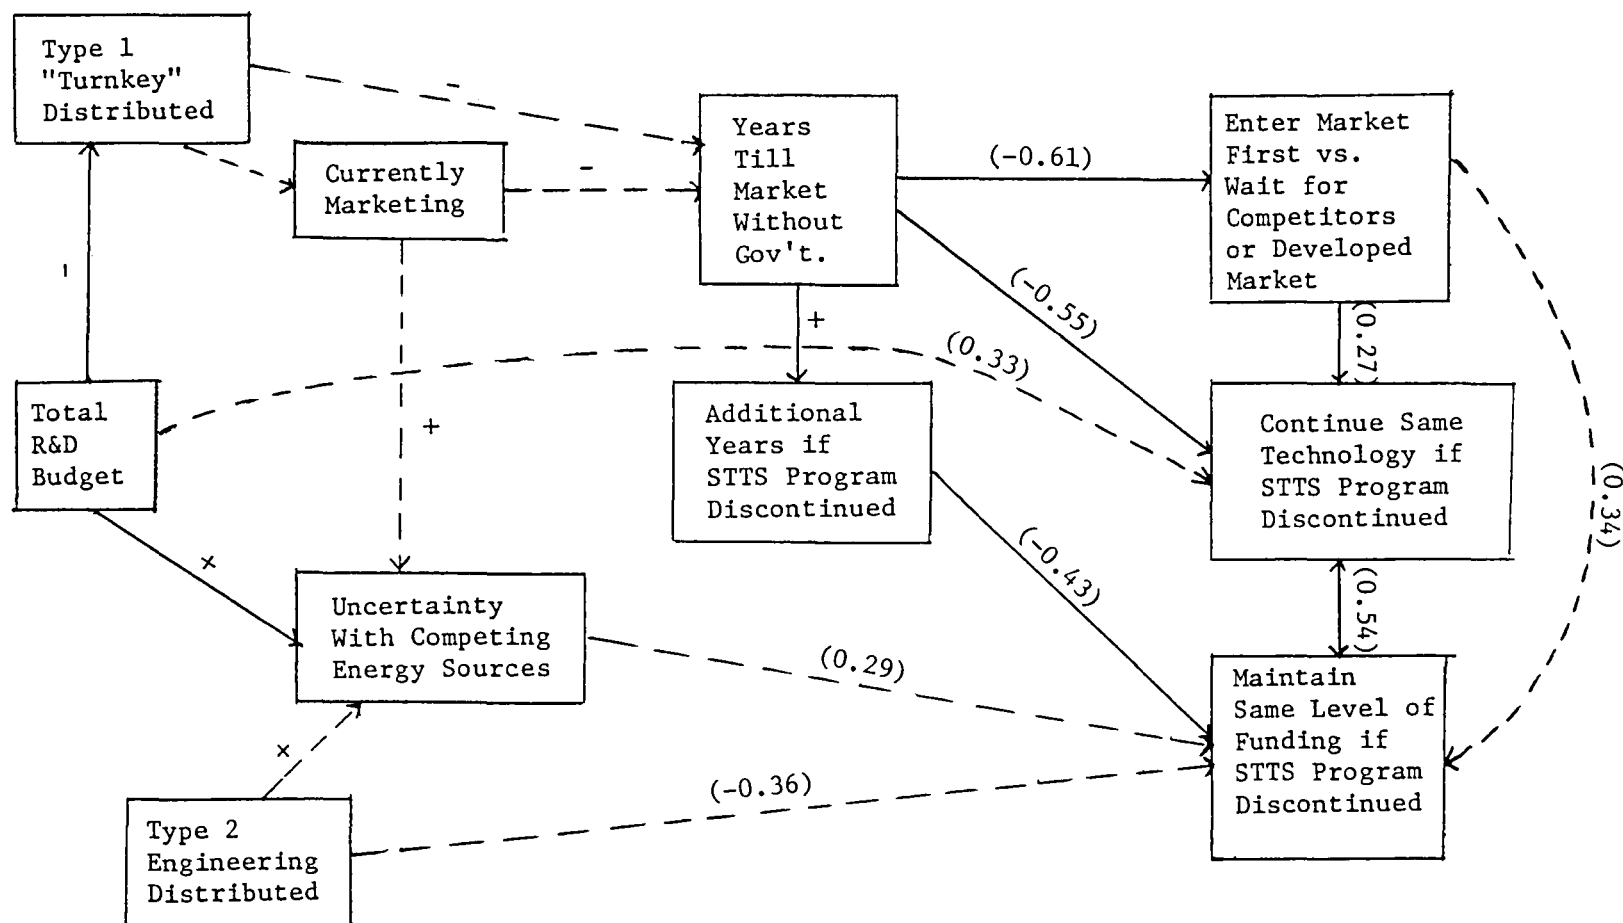 Type 1
"Turnkey"
Distributed
-
Currently
Marketing
-
Years
Till
Market
Without
Gov't.
(-0.61)
Enter Market
First vs.
Wait for
Competitors
or Developed
Market
(-0.55)
(0.27)
+
(0.33)
Total
R&D
Budget
+
Additional
Years if
STTS Program
Discontinued
Continue Same
Technology if
STTS Program
Discontinued
(0.34)
(-0.43)
(0.54)
×
Uncertainty
With Competing
Energy Sources
(0.29)
Maintain
Same Level of
Funding if
STTS Program
Discontinued
×
(-0.36)
Type 2
Engineering
Distributed